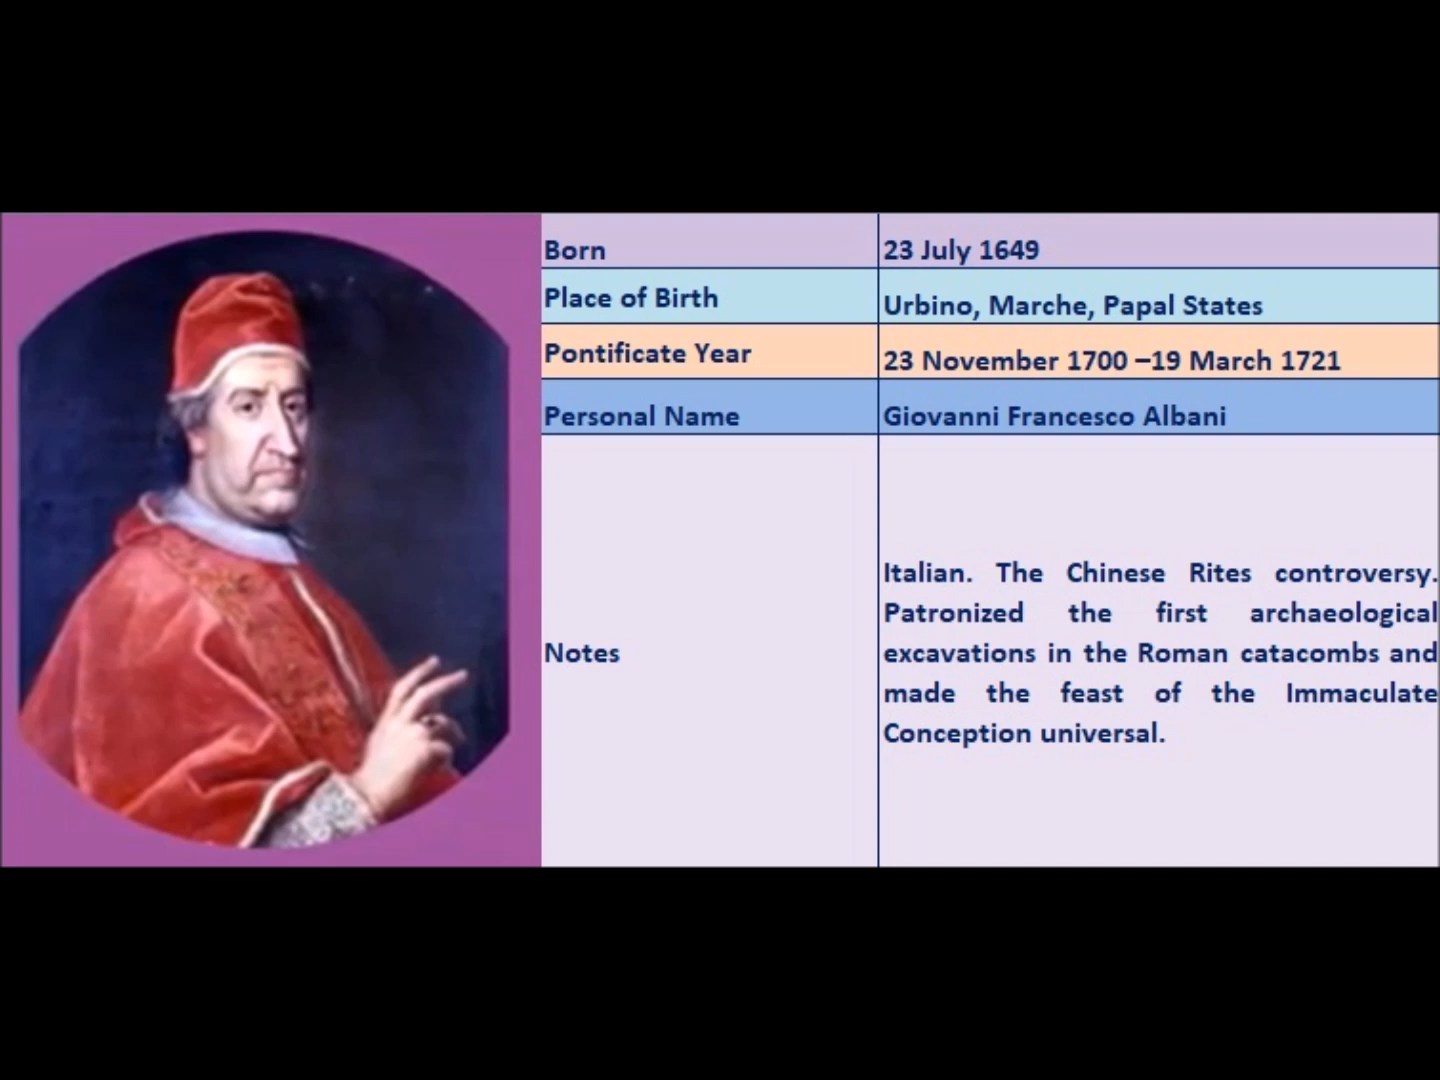 Born 23 July 1649
Place of Birth Urbino, Marche, Papal States
Pontificate Year 23 November 1700 –19 March 1721
Personal Name Giovanni Francesco Albani
Notes
Italian. The Chinese Rites controversy.
Patronized the first archaeological
excavations in the Roman catacombs and
made the feast of the Immaculate
Conception universal.